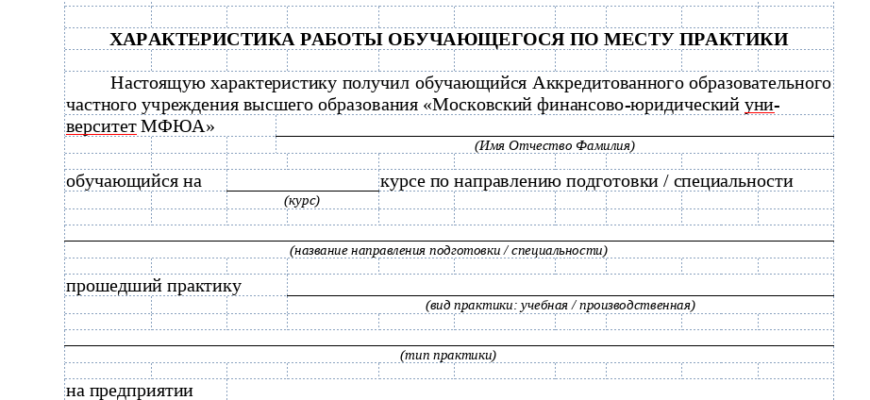 ХАРАКТЕРИСТИКА РАБОТЫ ОБУЧАЮЩЕГОСЯ ПО МЕСТУ ПРАКТИКИ
Настоящую характеристику получил обучающийся Аккредитованного образовательного
частного учреждения высшего образования «Московский финансово-юридический уни-
верситет МФЮА»
(Имя Отчество Фамилия)
обучающийся на курсе по направлению подготовки / специальности
(курс)
(название направления подготовки / специальности)
прошедший практику
(вид практики: учебная / производственная)
(тип практики)
на предприятии